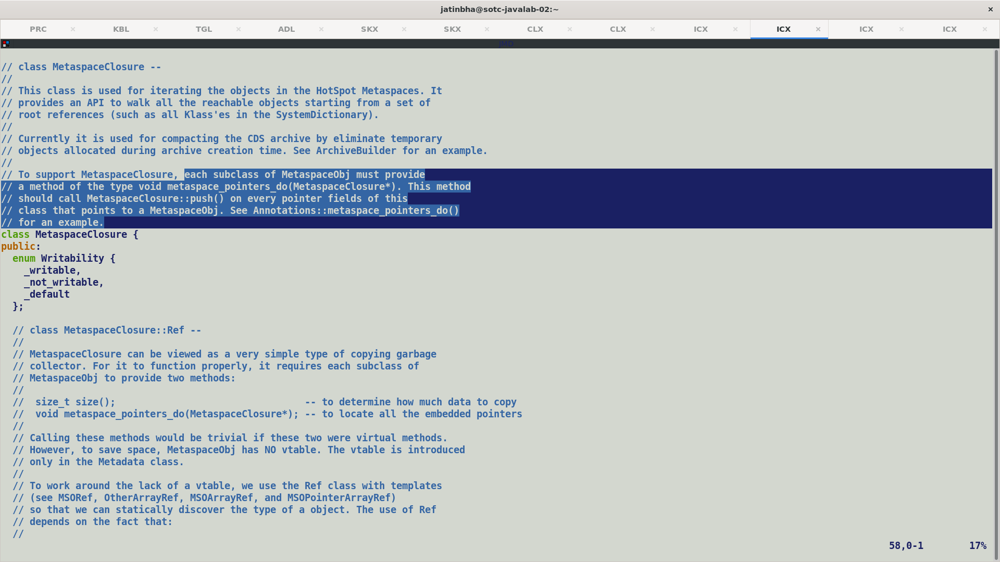 jatinbha@sotc-javalab-02:~
PRC KBL TGL ADL SKX SKX CLX CLX ICX ICX ICX ICX
JMD
// class MetaspaceClosure --
//
// This class is used for iterating the objects in the HotSpot Metaspaces. It
// provides an API to walk all the reachable objects starting from a set of
// root references (such as all Klass'es in the SystemDictionary).
//
// Currently it is used for compacting the CDS archive by eliminate temporary
// objects allocated during archive creation time. See ArchiveBuilder for an example.
//
// To support MetaspaceClosure, each subclass of MetaspaceObj must provide
// a method of the type void metaspace_pointers_do(MetaspaceClosure*). This method
// should call MetaspaceClosure::push() on every pointer fields of this
// class that points to a MetaspaceObj. See Annotations::metaspace_pointers_do()
// for an example.
class MetaspaceClosure {
public:
  enum Writability {
    _writable,
    _not_writable,
    _default
  };

  // class MetaspaceClosure::Ref --
  //
  // MetaspaceClosure can be viewed as a very simple type of copying garbage
  // collector. For it to function properly, it requires each subclass of
  // MetaspaceObj to provide two methods:
  //
  //  size_t size();                                 -- to determine how much data to copy
  //  void metaspace_pointers_do(MetaspaceClosure*); -- to locate all the embedded pointers
  //
  // Calling these methods would be trivial if these two were virtual methods.
  // However, to save space, MetaspaceObj has NO vtable. The vtable is introduced
  // only in the Metadata class.
  //
  // To work around the lack of a vtable, we use the Ref class with templates
  // (see MSORef, OtherArrayRef, MSOArrayRef, and MSOPointerArrayRef)
  // so that we can statically discover the type of a object. The use of Ref
  // depends on the fact that:
  //
58,0-1 17%